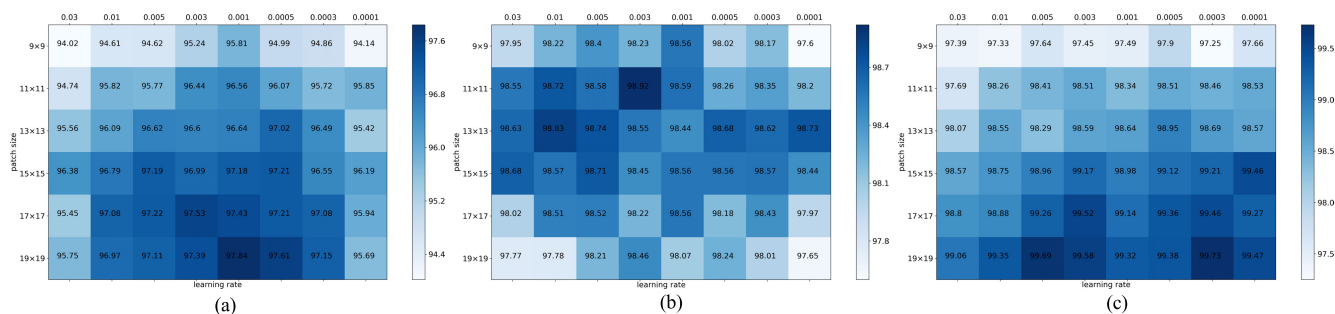 0.03 0.01 0.005 0.003 0.001 0.0005 0.0003 0.0001
9×9 94.02 94.61 94.62 95.24 95.81 94.99 94.86 94.14
11×11 94.74 95.82 95.77 96.44 96.56 96.07 95.72 95.85
13×13 95.56 96.09 96.62 96.6 96.64 97.02 96.49 95.42
15×15 96.38 96.79 97.19 96.99 97.18 97.21 96.55 96.19
17×17 95.45 97.08 97.22 97.53 97.43 97.21 97.08 95.94
19×19 95.75 96.97 97.11 97.39 97.84 97.61 97.15 95.69
patch size
learning rate
97.6
96.8
96.0
95.2
94.4
(a)
0.03 0.01 0.005 0.003 0.001 0.0005 0.0003 0.0001
9×9 97.95 98.22 98.4 98.23 98.56 98.02 98.17 97.6
11×11 98.55 98.72 98.58 98.92 98.59 98.26 98.35 98.2
13×13 98.63 98.83 98.74 98.55 98.44 98.68 98.62 98.73
15×15 98.68 98.57 98.71 98.45 98.56 98.56 98.57 98.44
17×17 98.02 98.51 98.52 98.22 98.56 98.18 98.43 97.97
19×19 97.77 97.78 98.21 98.46 98.07 98.24 98.01 97.65
patch size
learning rate
98.7
98.4
98.1
97.8
(b)
0.03 0.01 0.005 0.003 0.001 0.0005 0.0003 0.0001
9×9 97.39 97.33 97.64 97.45 97.49 97.9 97.25 97.66
11×11 97.69 98.26 98.41 98.51 98.34 98.51 98.46 98.53
13×13 98.07 98.55 98.29 98.59 98.64 98.95 98.69 98.57
15×15 98.57 98.75 98.96 99.17 98.98 99.12 99.21 99.46
17×17 98.8 98.88 99.26 99.52 99.14 99.36 99.46 99.27
19×19 99.06 99.35 99.69 99.58 99.32 99.38 99.73 99.47
patch size
learning rate
99.5
99.0
98.5
98.0
97.5
(c)